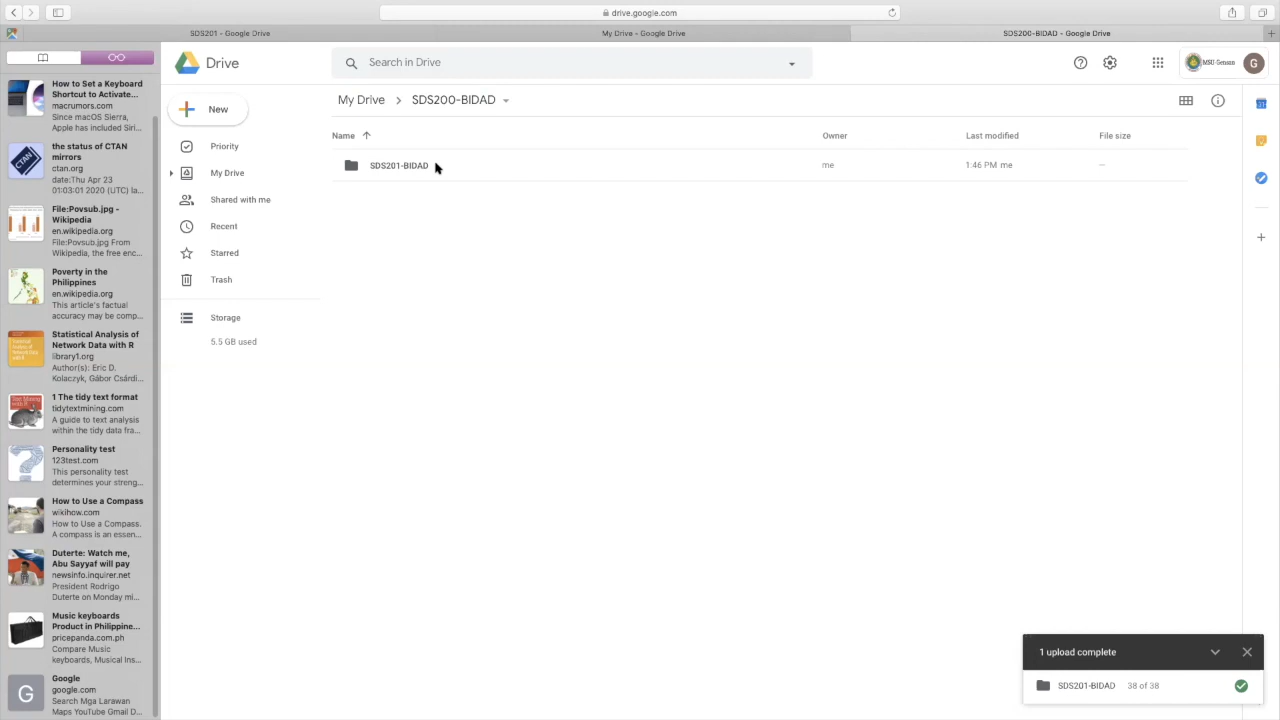 drive.google.com
SDS201 - Google Drive
My Drive - Google Drive
SDS200-BIDAD - Google Drive
How to Set a Keyboard
Shortcut to Activate...
macrumors.com
Since macOS Sierra,
Apple has included Siri...
the status of CTAN
mirrors
ctan.org
date:Thu Apr 23
01:03:01 2020 (UTC) la...
File:Povsub.jpg -
Wikipedia
en.wikipedia.org
File:Povsub.jpg From
Wikipedia, the free enc...
Poverty in the
Philippines
en.wikipedia.org
This article's factual
accuracy may be comp...
Statistical Analysis of
Network Data with R
library1.org
Author(s): Eric D.
Kolaczyk, Gábor Csárdi...
1 The tidy text format
tidytextmining.com
A guide to text analysis
within the tidy data fra...
Personality test
123test.com
This personality test
determines your streng...
How to Use a Compass
wikihow.com
How to Use a Compass.
A compass is an essen...
Duterte: Watch me,
Abu Sayyaf will pay
newsinfo.inquirer.net
President Rodrigo
Duterte on Monday mi...
Music keyboards
Product in Philippine...
pricepanda.com.ph
Compare Music
keyboards, Musical Ins...
G
Google
google.com
Search Mga Larawan
Maps YouTube Gmail D...
CTAN
Drive
Search in Drive
MSU-Gensan
G
New
Priority
My Drive
Shared with me
Recent
Starred
Trash
Storage
5.5 GB used
My Drive > SDS200-BIDAD
Name Owner Last modified File size
SDS201-BIDAD me 1:46 PM me —
1 upload complete
SDS201-BIDAD 38 of 38